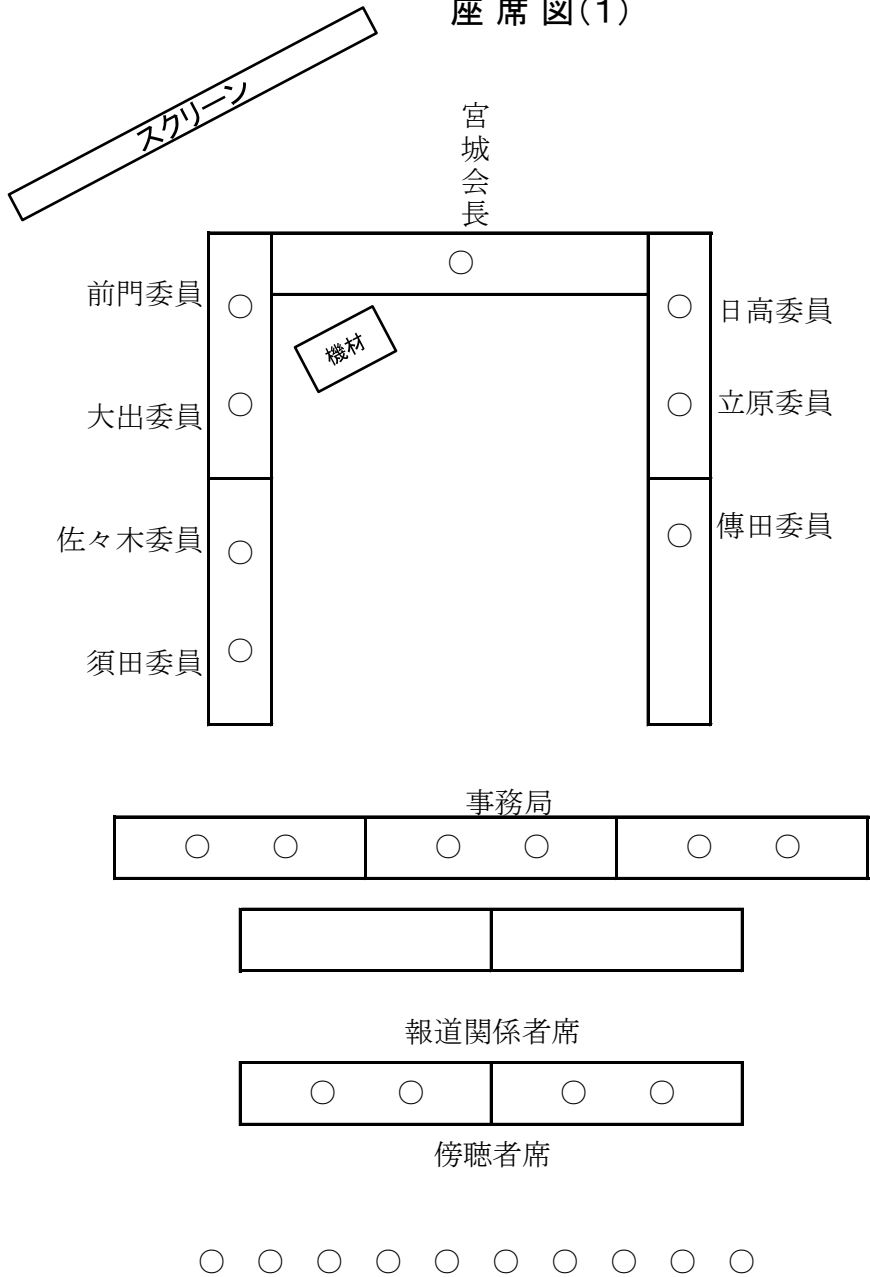 座 席 図(1)
スクリーン
宮城会長
前門委員
日高委員
機材
大出委員
立原委員
佐々木委員
傳田委員
須田委員
事務局
報道関係者席
傍聴者席